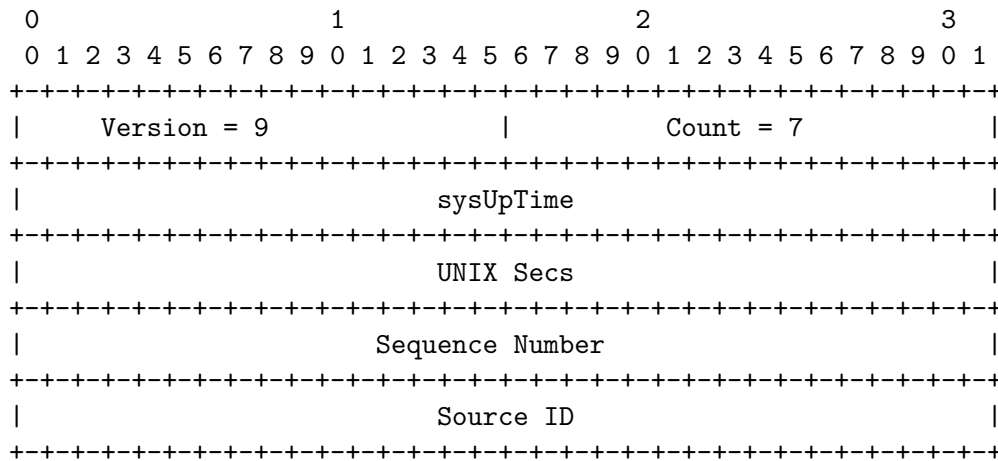 0                   1                   2                   3
0 1 2 3 4 5 6 7 8 9 0 1 2 3 4 5 6 7 8 9 0 1 2 3 4 5 6 7 8 9 0 1
+-+-+-+-+-+-+-+-+-+-+-+-+-+-+-+-+-+-+-+-+-+-+-+-+-+-+-+-+-+-+-+-+
|     Version = 9               |          Count = 7            |
+-+-+-+-+-+-+-+-+-+-+-+-+-+-+-+-+-+-+-+-+-+-+-+-+-+-+-+-+-+-+-+-+
|                           sysUpTime                           |
+-+-+-+-+-+-+-+-+-+-+-+-+-+-+-+-+-+-+-+-+-+-+-+-+-+-+-+-+-+-+-+-+
|                           UNIX Secs                           |
+-+-+-+-+-+-+-+-+-+-+-+-+-+-+-+-+-+-+-+-+-+-+-+-+-+-+-+-+-+-+-+-+
|                       Sequence Number                         |
+-+-+-+-+-+-+-+-+-+-+-+-+-+-+-+-+-+-+-+-+-+-+-+-+-+-+-+-+-+-+-+-+
|                           Source ID                           |
+-+-+-+-+-+-+-+-+-+-+-+-+-+-+-+-+-+-+-+-+-+-+-+-+-+-+-+-+-+-+-+-+